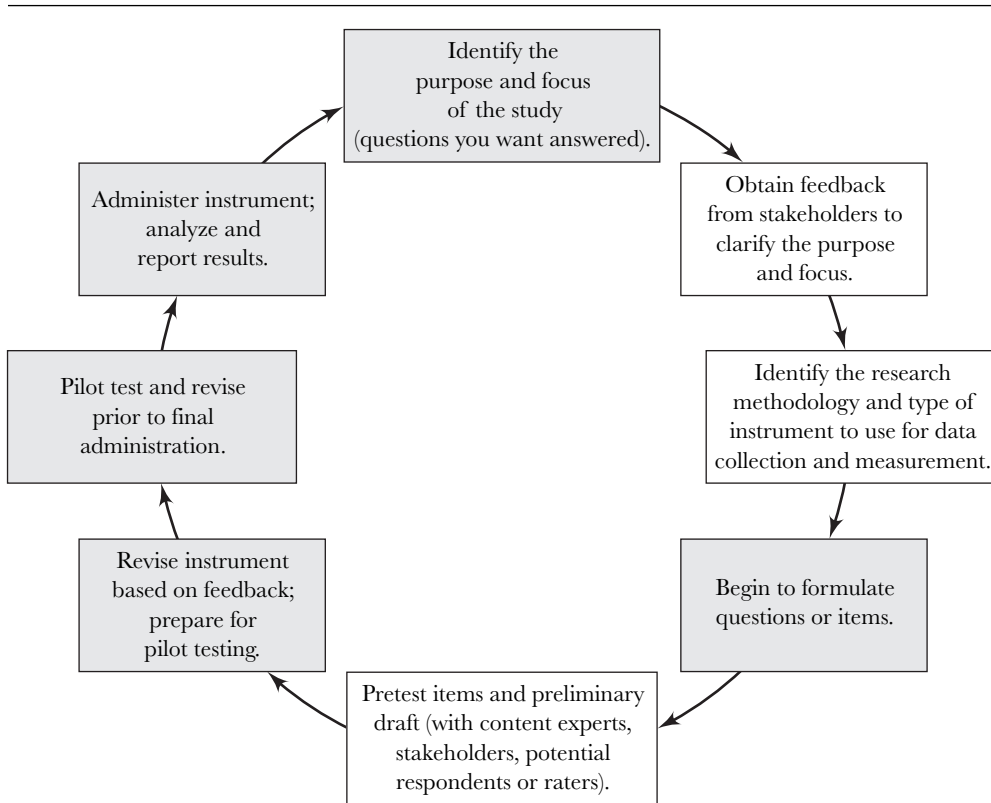 Identify the
purpose and focus
of the study
(questions you want answered).
Obtain feedback
from stakeholders to
clarify the purpose
and focus.
Identify the research
methodology and type of
instrument to use for data
collection and measurement.
Begin to formulate
questions or items.
Pretest items and preliminary
draft (with content experts,
stakeholders, potential
respondents or raters).
Revise instrument
based on feedback;
prepare for
pilot testing.
Pilot test and revise
prior to final
administration.
Administer instrument;
analyze and
report results.